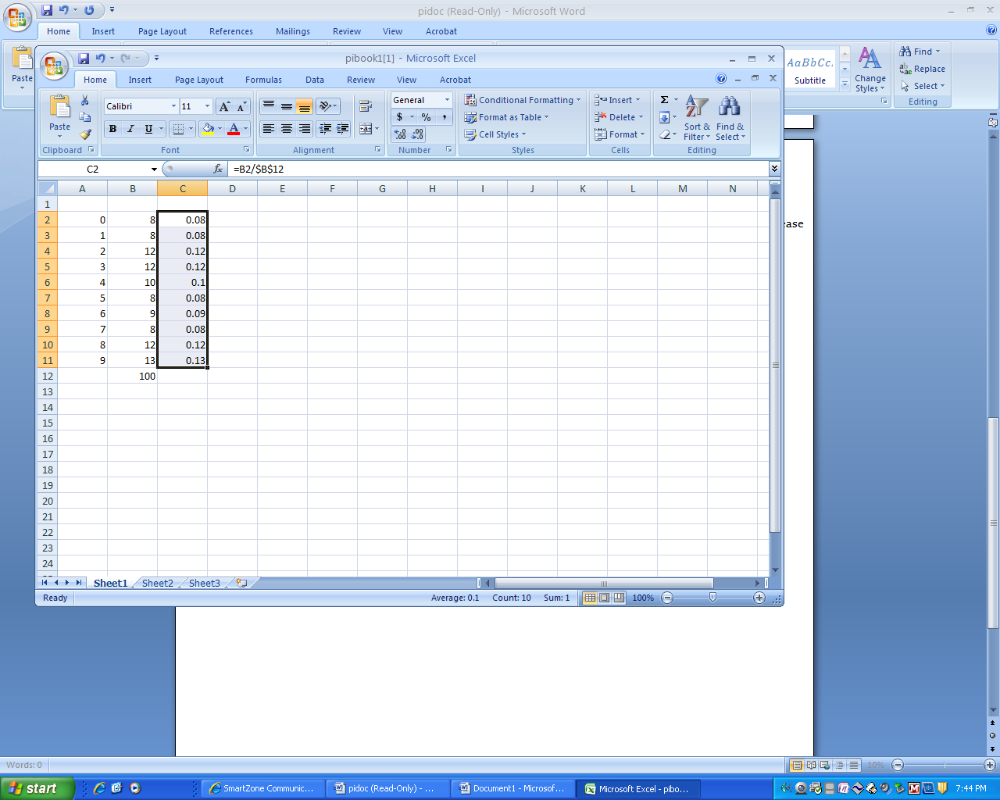 pidoc (Read-Only) - Microsoft Word
Home Insert Page Layout References Mailings Review View Acrobat
Paste
AaBbCc
Subtitle
Change Styles
Find
Replace
Select
Editing
pibook1[1] - Microsoft Excel
Home Insert Page Layout Formulas Data Review View Acrobat
Paste
Calibri 11
B I U
General
$ % ,
Conditional Formatting
Format as Table
Cell Styles
Insert
Delete
Format
Σ
Sort & Filter
Find & Select
Clipboard Font Alignment Number Styles Cells Editing
C2 fx =B2/$B$12
A B C D E F G H I J K L M N
1
2 0 8 0.08
3 1 8 0.08
4 2 12 0.12
5 3 12 0.12
6 4 10 0.1
7 5 8 0.08
8 6 9 0.09
9 7 8 0.08
10 8 12 0.12
11 9 13 0.13
12 100
13
14
15
16
17
18
19
20
21
22
23
24
Sheet1 Sheet2 Sheet3
Ready Average: 0.1 Count: 10 Sum: 1 100%
ease
Words: 0 10%
start SmartZone Communic... pidoc (Read-Only) - ... Document1 - Microsof... Microsoft Excel - pibo... 7:44 PM